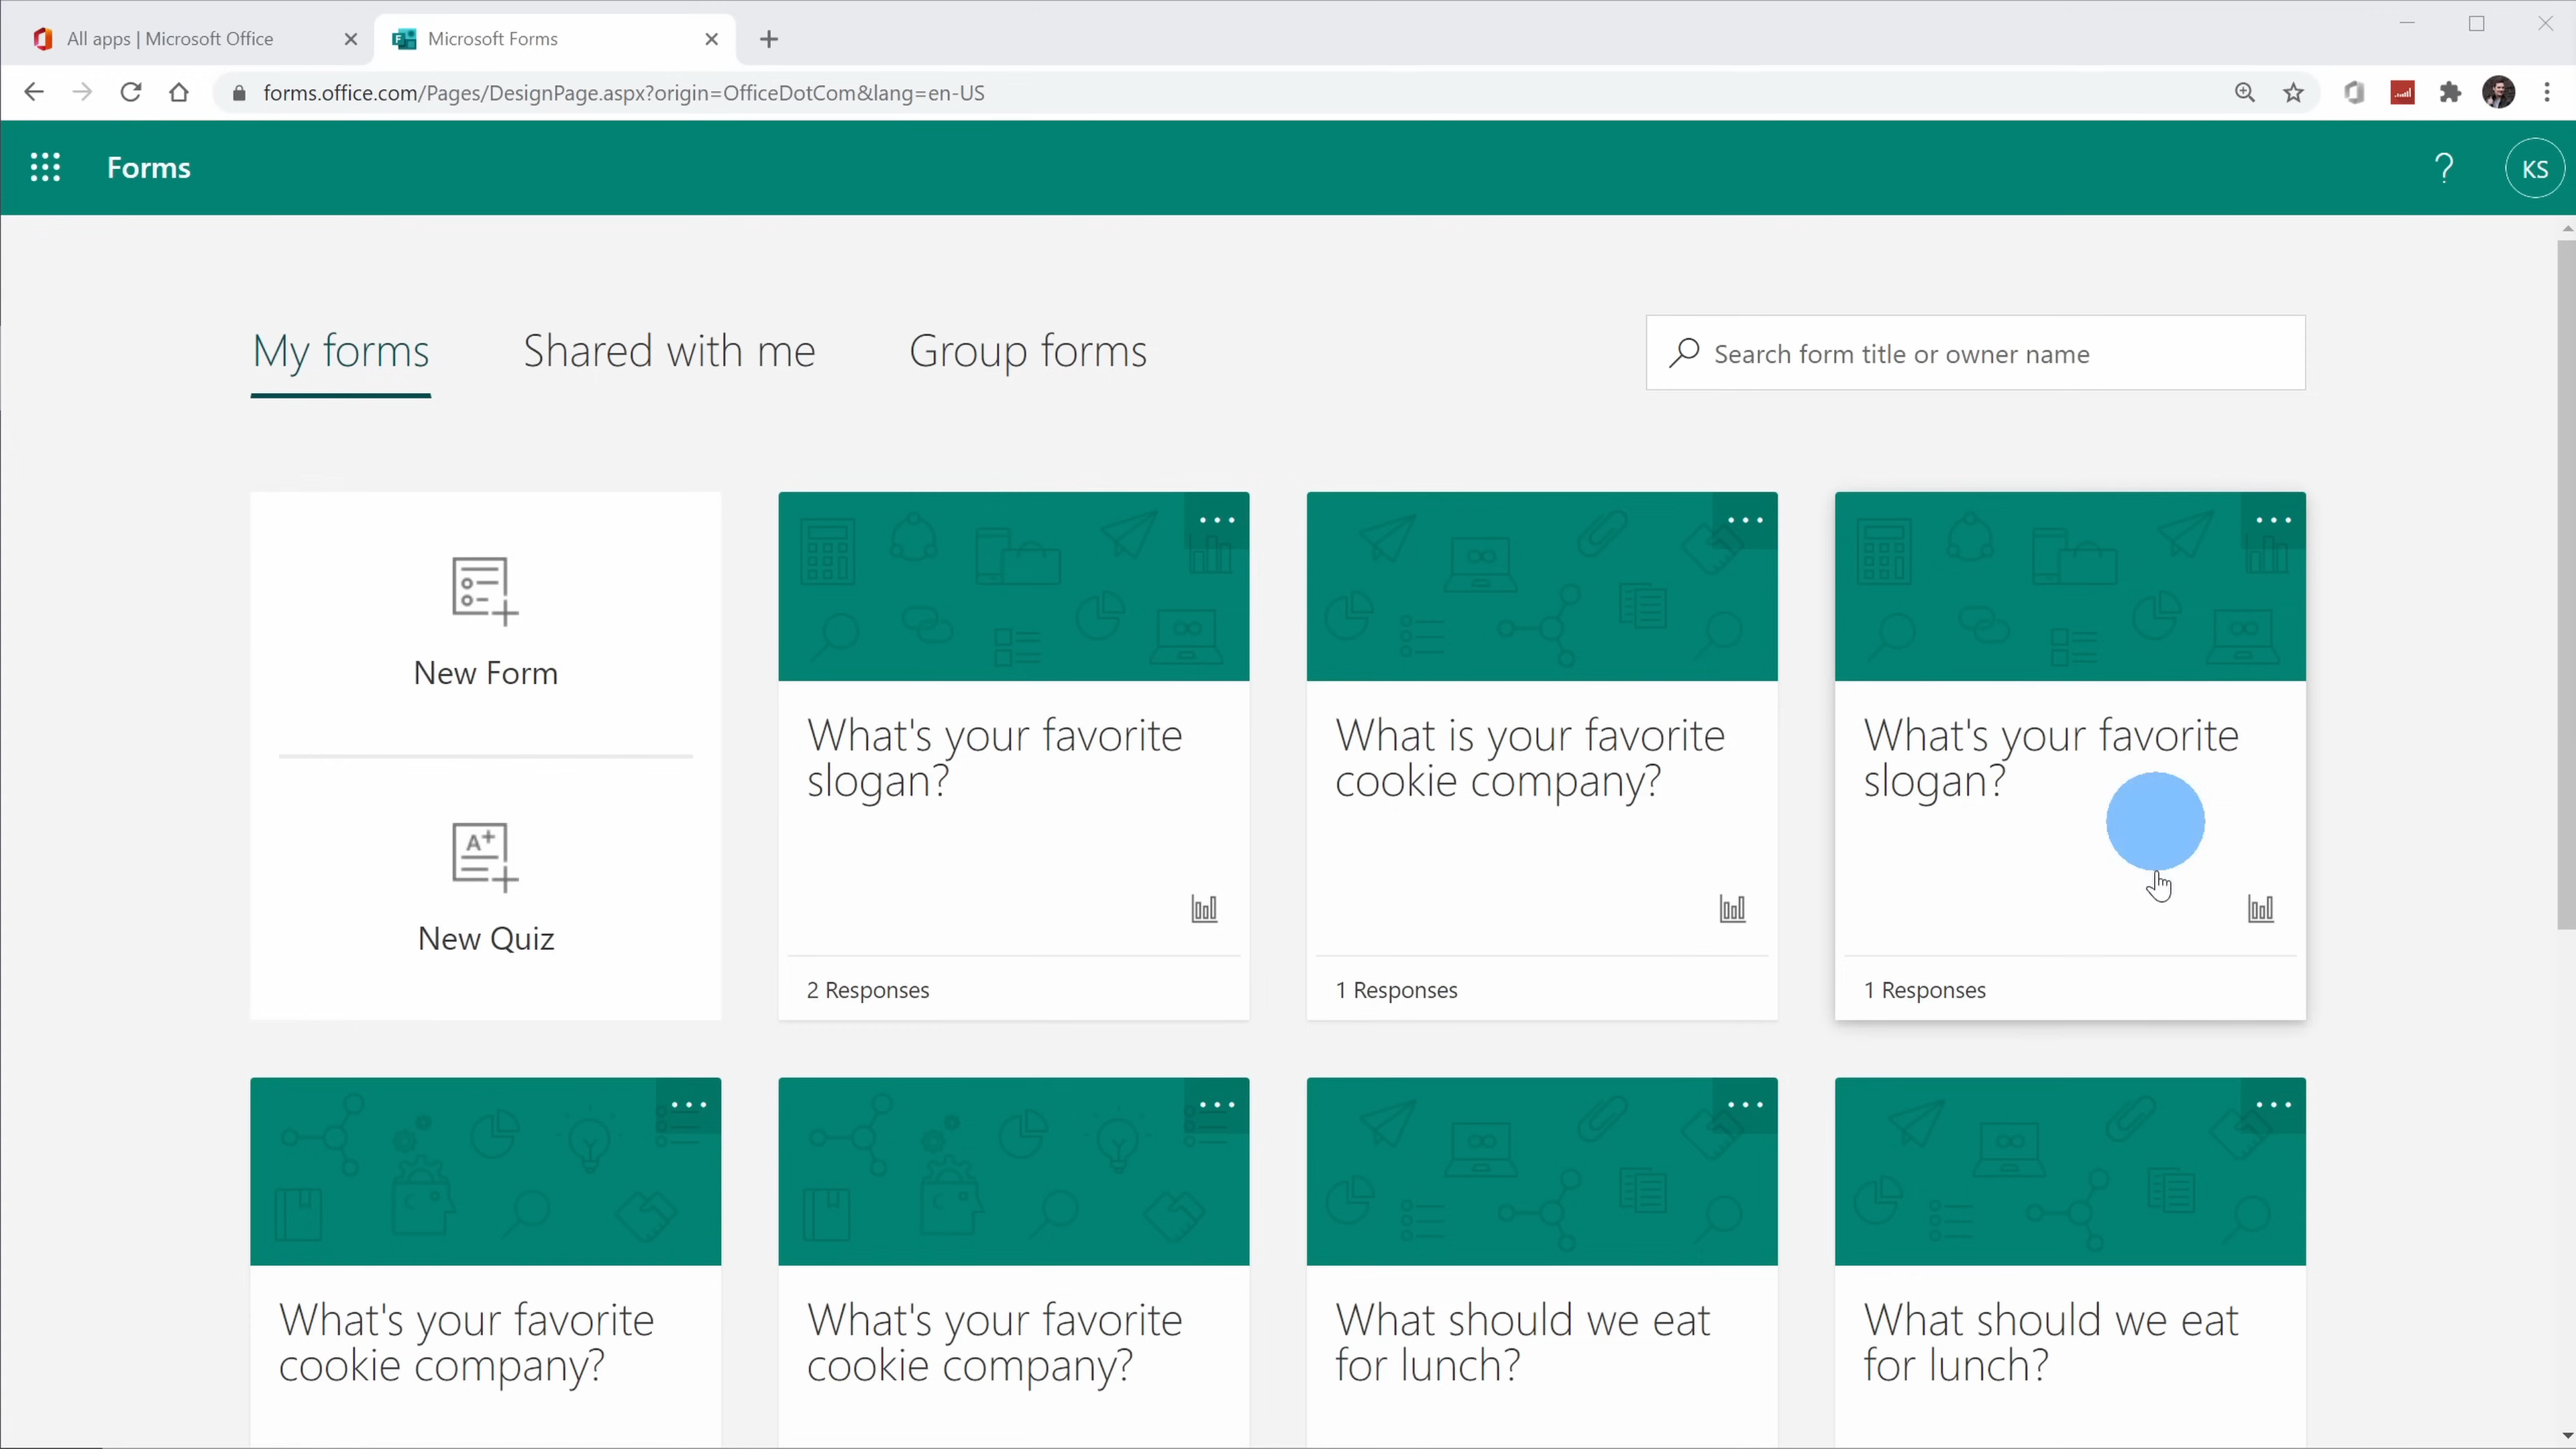 All apps | Microsoft Office
Microsoft Forms
forms.office.com/Pages/DesignPage.aspx?origin=OfficeDotCom&lang=en-US
Forms
?
KS
My forms
Shared with me
Group forms
Search form title or owner name
New Form
A+
New Quiz
What's your favorite
slogan?
2 Responses
What is your favorite
cookie company?
1 Responses
What's your favorite
slogan?
1 Responses
What's your favorite
cookie company?
What's your favorite
cookie company?
What should we eat
for lunch?
What should we eat
for lunch?